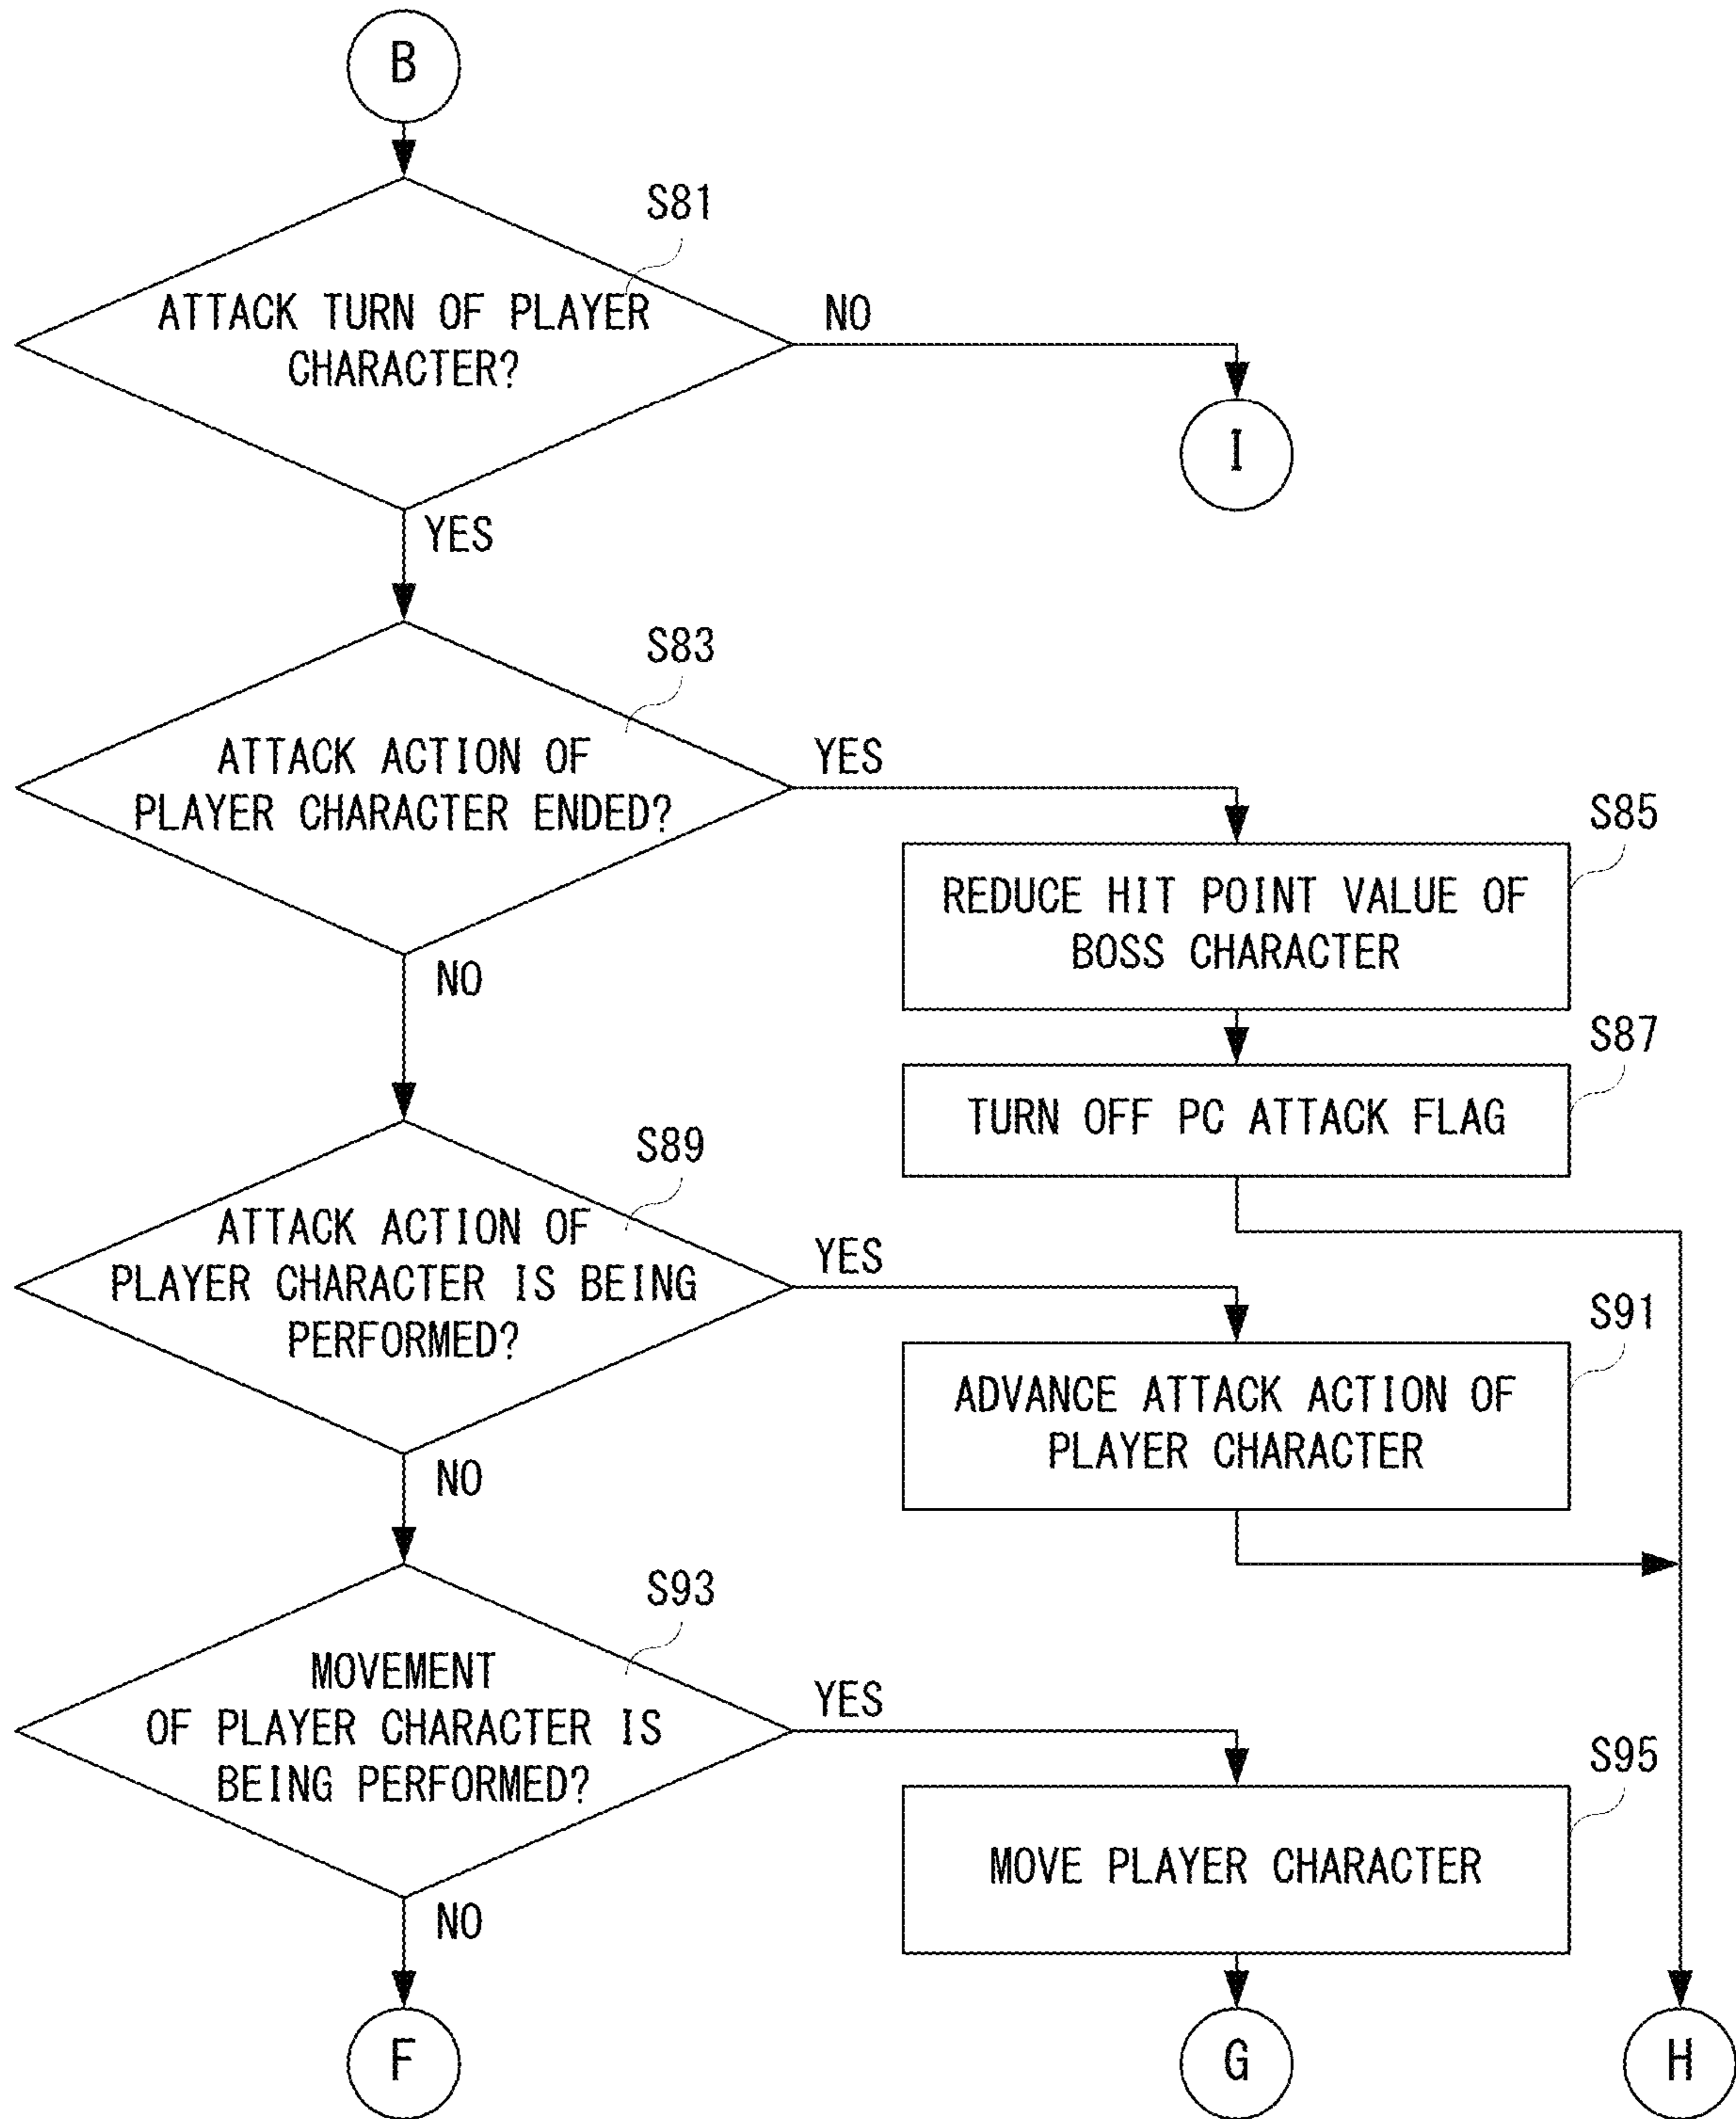 B
S81
ATTACK TURN OF PLAYER
CHARACTER?
NO
I
YES
S83
ATTACK ACTION OF
PLAYER CHARACTER ENDED?
YES
S85
REDUCE HIT POINT VALUE OF
BOSS CHARACTER
NO
S87
TURN OFF PC ATTACK FLAG
S89
ATTACK ACTION OF
PLAYER CHARACTER IS BEING
PERFORMED?
YES
S91
ADVANCE ATTACK ACTION OF
PLAYER CHARACTER
NO
S93
MOVEMENT
OF PLAYER CHARACTER IS
BEING PERFORMED?
YES
S95
MOVE PLAYER CHARACTER
NO
F
G
H